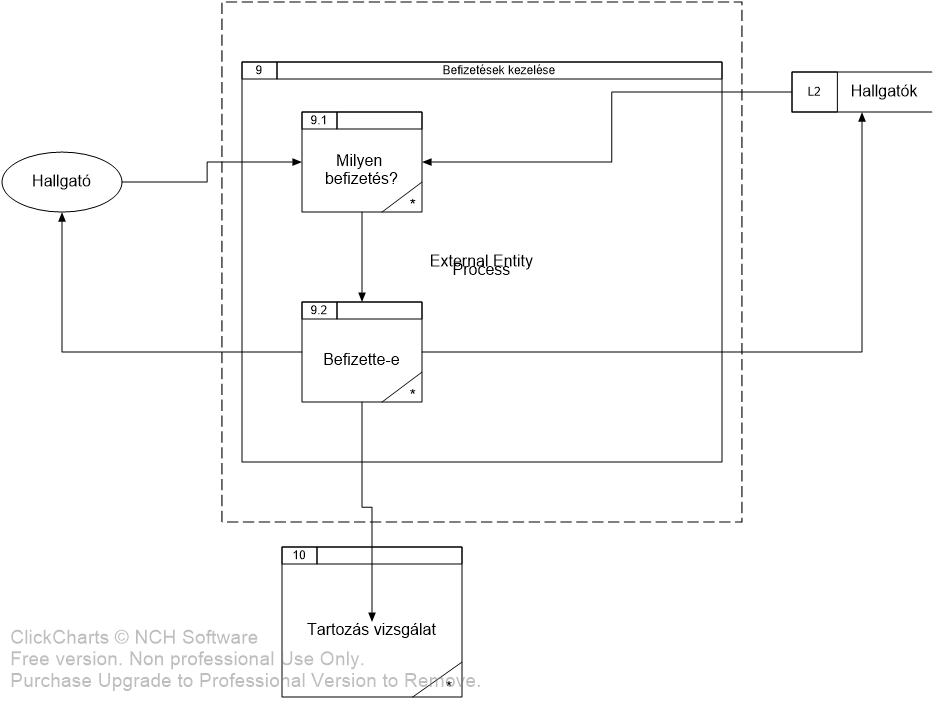 9
Befizetések kezelése
L2
Hallgatók
9.1
Milyen
befizetés?
*
Hallgató
External Entity
Process
9.2
Befizette-e
*
10
Tartozás vizsgálat
*
ClickCharts © NCH Software
Free version. Non professional Use Only.
Purchase Upgrade to Professional Version to Remove.